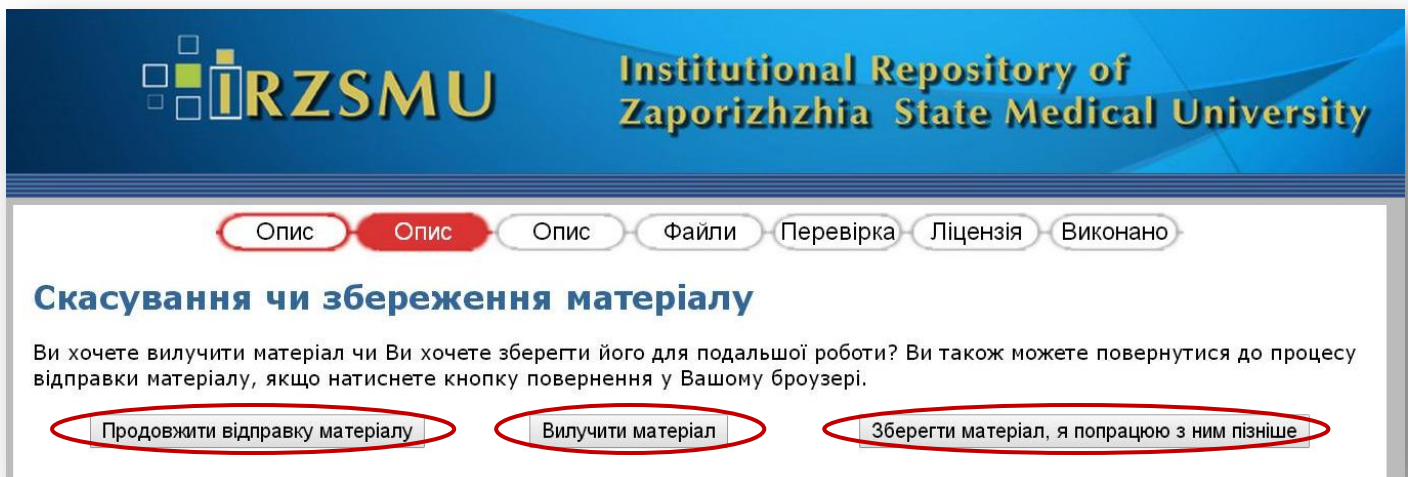 ÏRZSMU
Institutional Repository of
Zaporizhzhia State Medical University
Опис Опис Опис Файли Перевірка Ліцензія Виконано
Скасування чи збереження матеріалу
Ви хочете вилучити матеріал чи Ви хочете зберегти його для подальшої роботи? Ви також можете повернутися до процесу
відправки матеріалу, якщо натиснете кнопку повернення у Вашому броузері.
Продовжити відправку матеріалу Вилучити матеріал Зберегти матеріал, я попрацюю з ним пізніше